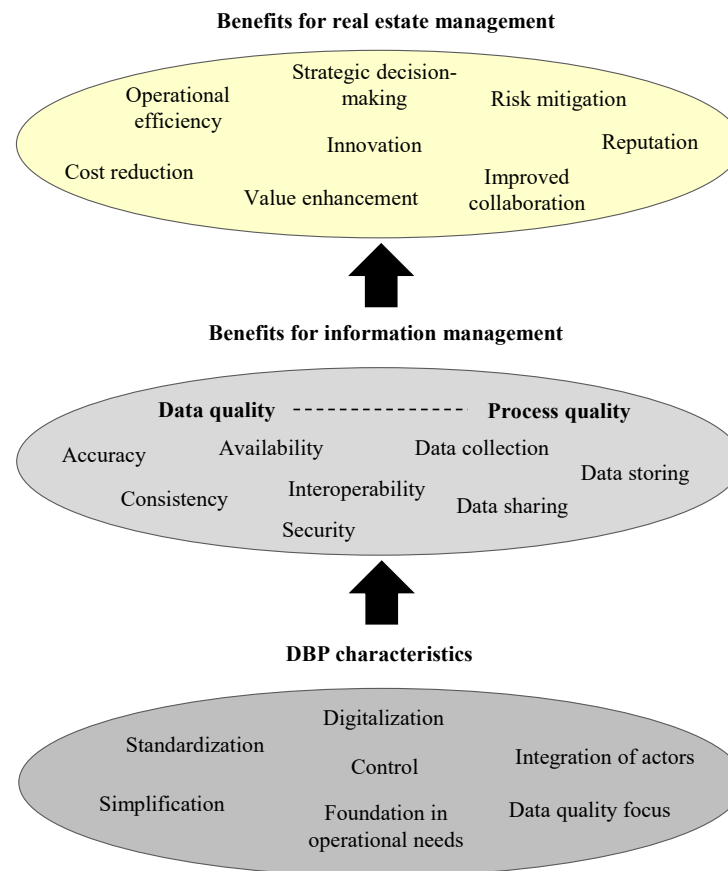 Benefits for real estate management
Strategic decision-
making
Operational
efficiency
Risk mitigation
Innovation
Reputation
Cost reduction
Value enhancement
Improved
collaboration
Benefits for information management
Data quality
Process quality
Accuracy
Availability
Data collection
Data storing
Consistency
Interoperability
Data sharing
Security
DBP characteristics
Digitalization
Standardization
Control
Integration of actors
Simplification
Foundation in
operational needs
Data quality focus